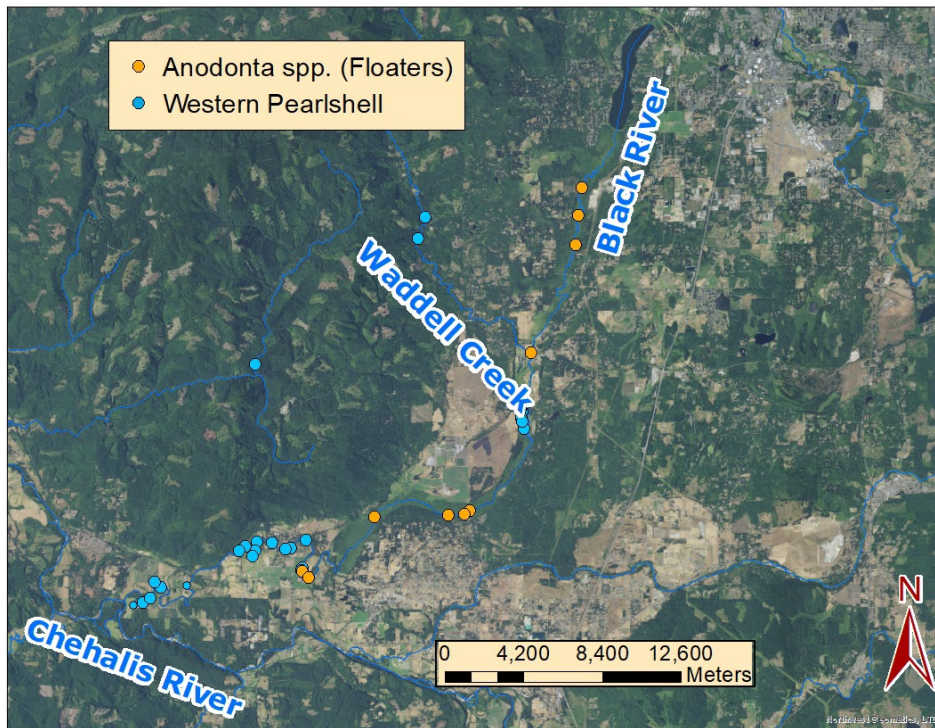 Anodonta spp. (Floaters)
Western Pearlshell
Black River
Waddell Creek
Chehalis River
N
0 4,200 8,400 12,600
Meters